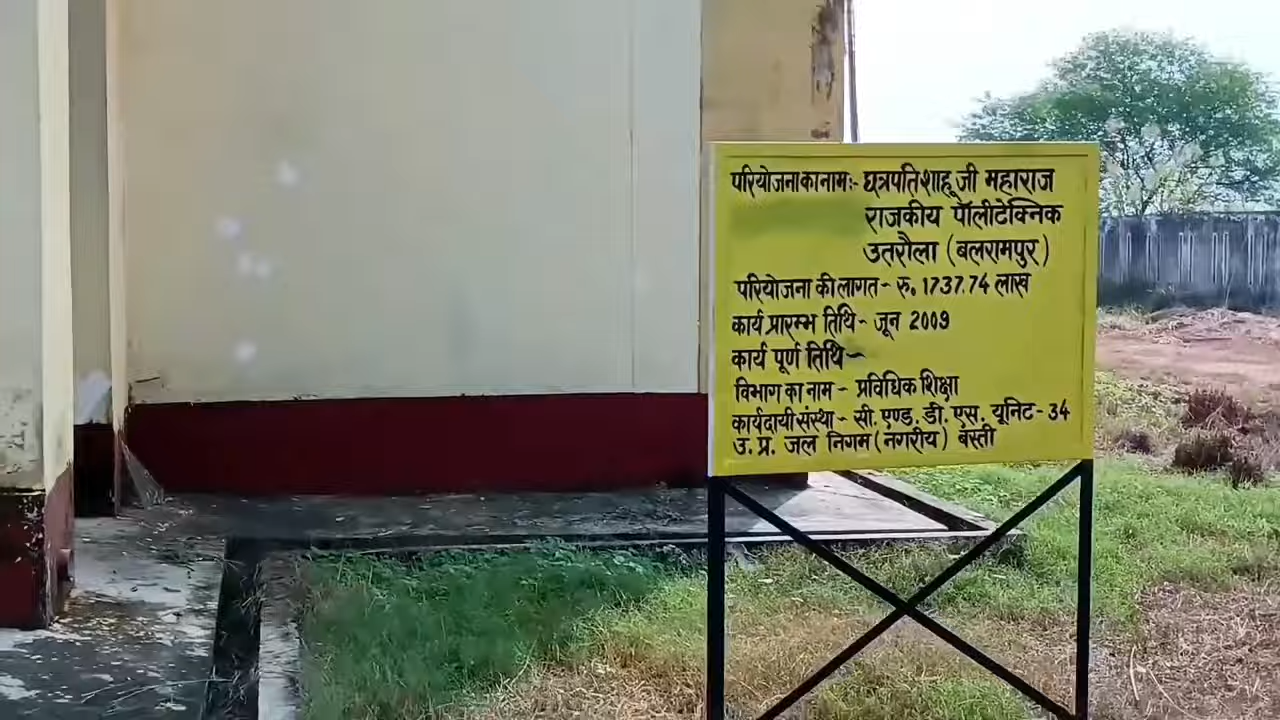 परियोजना का नामः- छत्रपति शाहू जी महाराज
राजकीय पॉलीटेक्निक
उतरौला (बलरामपुर)
परियोजना की लागत- रु. 1737.74 लाख
कार्य प्रारम्भ तिथि- जून 2009
कार्य पूर्ण तिथि-
विभाग का नाम- प्रविधिक शिक्षा
कार्यदायी संस्था- सी. एण्ड. डी. एस. यूनिट-34
उ. प्र. जल निगम (नगरीय) बस्ती